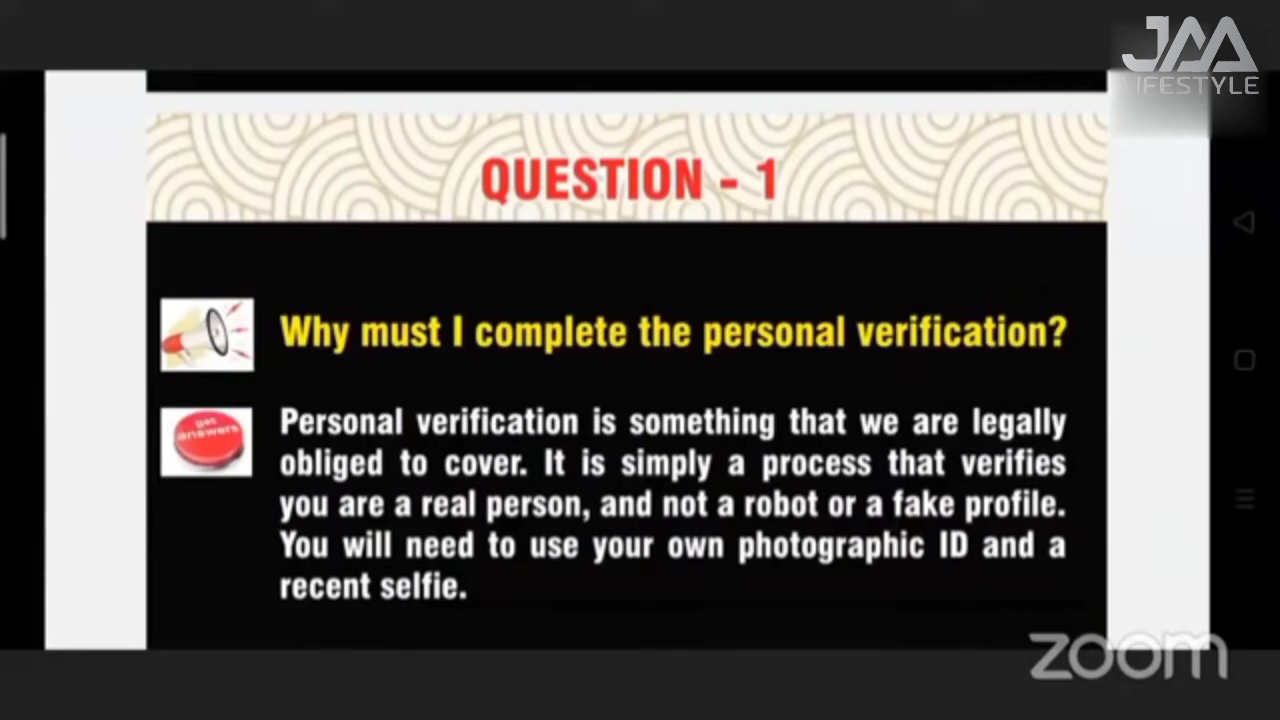 JAA
LIFESTYLE
QUESTION - 1
Why must I complete the personal verification?
get
answers
Personal verification is something that we are legally
obliged to cover. It is simply a process that verifies
you are a real person, and not a robot or a fake profile.
You will need to use your own photographic ID and a
recent selfie.
zoom